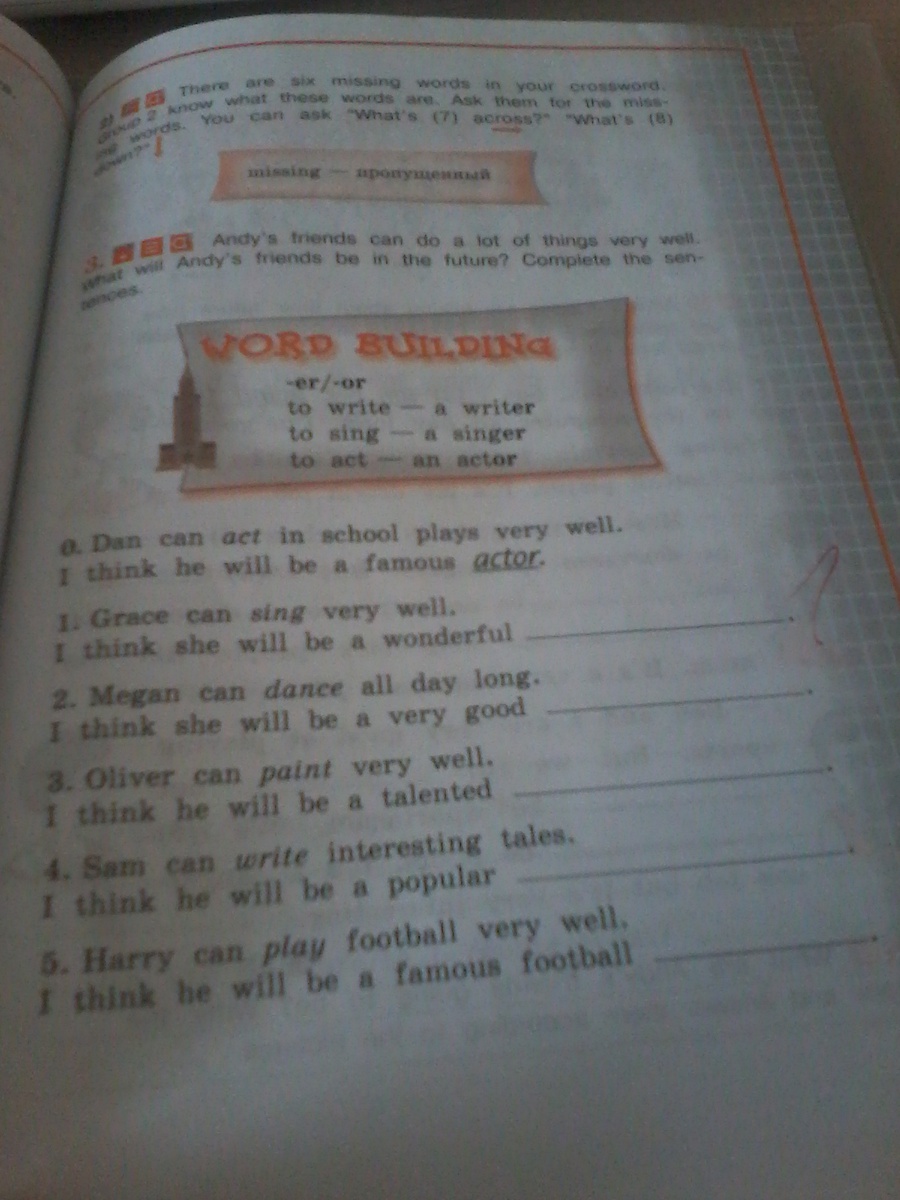 2) There are six missing words in your crossword.
Group 2 know what these words are. Ask them for the miss-
ing words. You can ask "What's (7) across?" "What's (8)
down?"
missing — пропущенный
3. Andy's friends can do a lot of things very well.
What will Andy's friends be in the future? Complete the sen-
tences.
WORD BUILDING
-er/-or
to write — a writer
to sing — a singer
to act — an actor
0. Dan can act in school plays very well.
I think he will be a famous actor.
1. Grace can sing very well.
I think she will be a wonderful ____________.
2. Megan can dance all day long.
I think she will be a very good ____________.
3. Oliver can paint very well.
I think he will be a talented ____________.
4. Sam can write interesting tales.
I think he will be a popular ____________.
5. Harry can play football very well.
I think he will be a famous football ____________.